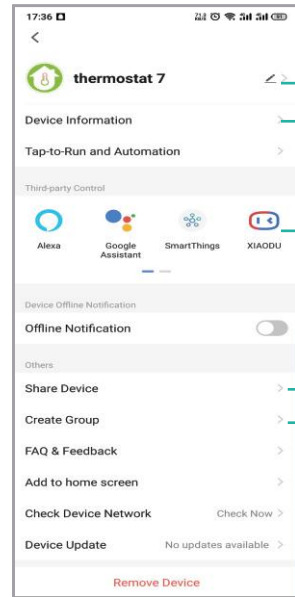 17:36
thermostat 7
Device Information
Tap-to-Run and Automation
Third-party Control
Alexa
Google
Assistant
SmartThings
XIAODU
Device Offline Notification
Offline Notification
Others
Share Device
Create Group
FAQ & Feedback
Add to home screen
Check Device Network Check Now
Device Update No updates available
Remove Device